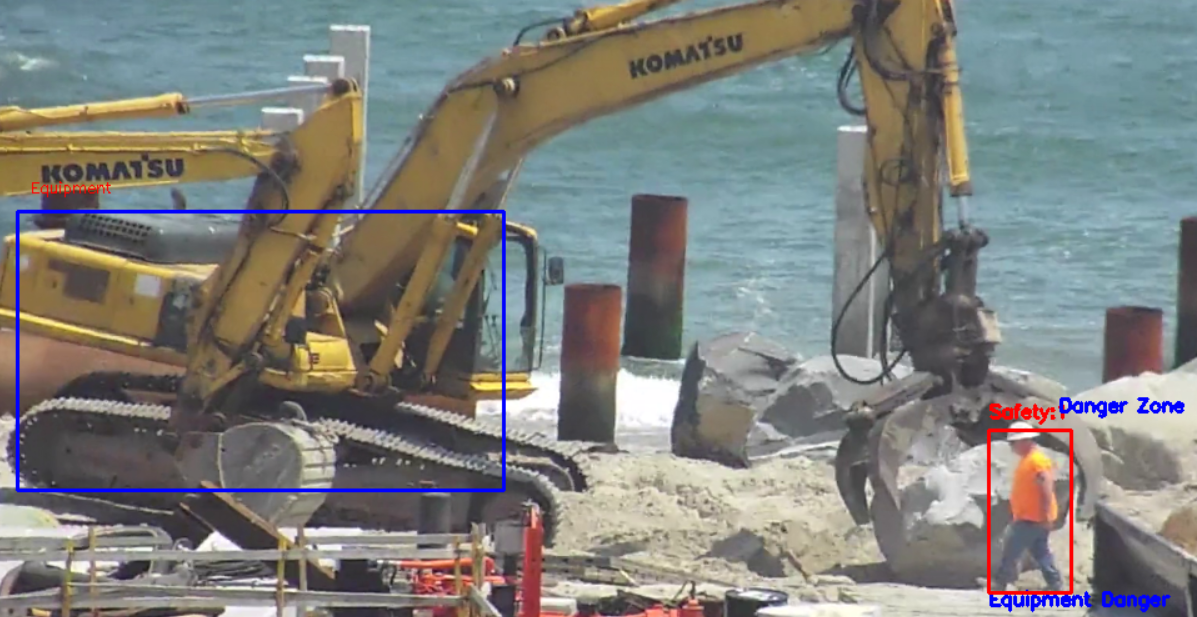 KOMATSU
KOMATSU
Equipment
Safety:
Danger Zone
Equipment Danger